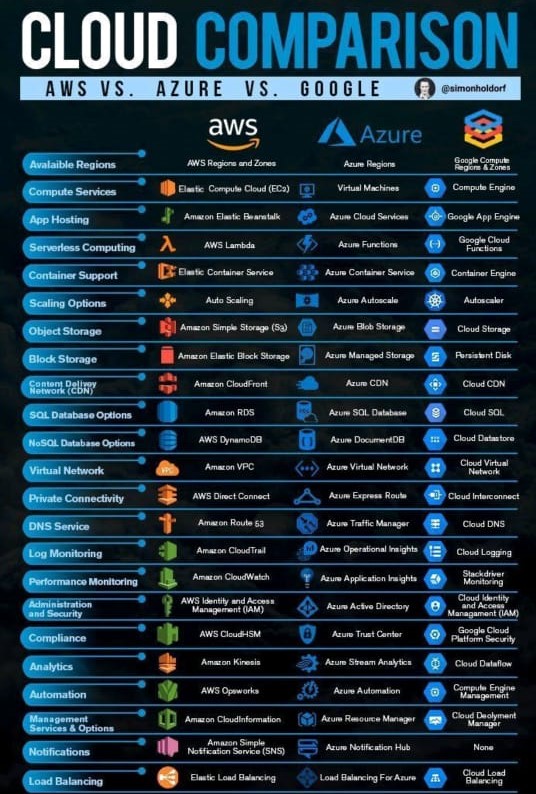 CLOUD COMPARISON
AWS VS. AZURE VS. GOOGLE @simonholdorf
aws Azure
Avalaible Regions AWS Regions and Zones Azure Regions Google Compute Regions & Zones
Compute Services Elastic Compute Cloud (EC2) Virtual Machines Compute Engine
App Hosting Amazon Elastic Beanstalk Azure Cloud Services Google App Engine
Serverless Computing AWS Lambda Azure Functions Google Cloud Functions
Container Support Elastic Container Service Azure Container Service Container Engine
Scaling Options Auto Scaling Azure Autoscale Autoscaler
Object Storage Amazon Simple Storage (S3) Azure Blob Storage Cloud Storage
Block Storage Amazon Elastic Block Storage Azure Managed Storage Persistent Disk
Content Delivey Network (CDN) Amazon CloudFront Azure CDN Cloud CDN
SQL Database Options Amazon RDS Azure SQL Database Cloud SQL
NoSQL Database Options AWS DynamoDB Azure DocumentDB Cloud Datastore
Virtual Network Amazon VPC Azure Virtual Network Cloud Virtual Network
Private Connectivity AWS Direct Connect Azure Express Route Cloud Interconnect
DNS Service Amazon Route 53 Azure Traffic Manager Cloud DNS
Log Monitoring Amazon CloudTrail Azure Operational Insights Cloud Logging
Performance Monitoring Amazon CloudWatch Azure Application Insights Stackdriver Monitoring
Administration and Security AWS Identity and Access Management (IAM) Azure Active Directory Cloud Identity and Access Management (IAM)
Compliance AWS CloudHSM Azure Trust Center Google Cloud Platform Security
Analytics Amazon Kinesis Azure Stream Analytics Cloud Dataflow
Automation AWS Opsworks Azure Automation Compute Engine Management
Management Services & Options Amazon CloudInformation Azure Resource Manager Cloud Deolyment Manager
Notifications Amazon Simple Notification Service (SNS) Azure Notification Hub None
Load Balancing Elastic Load Balancing Load Balancing For Azure Cloud Load Balancing